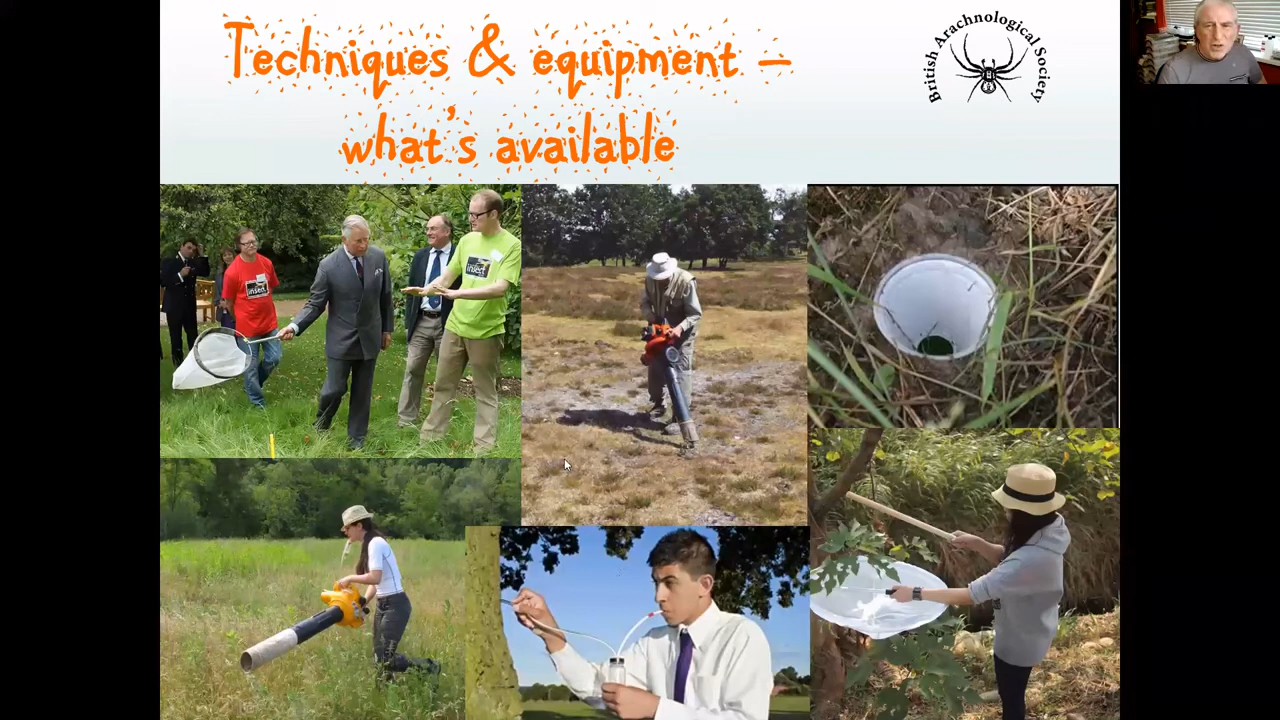 Techniques & equipment –
what's available
British Arachnological Society
insect
insect